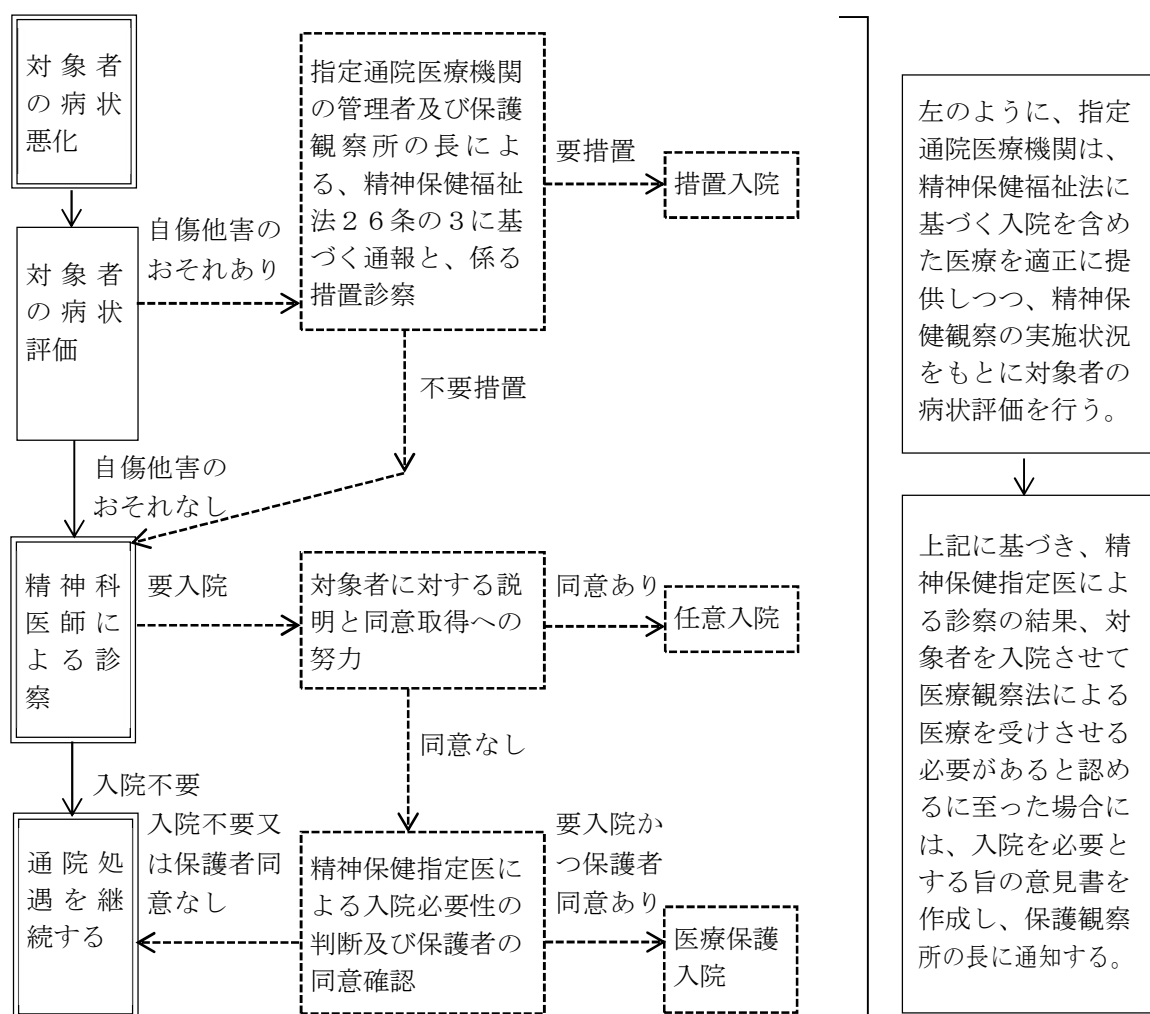 対象者
の病状
悪化
指定通院医療機関
の管理者及び保護
観察所の長によ
る、精神保健福祉
法26条の3に基
づく通報と、係る
措置診察
要措置
措置入院
自傷他害の
おそれあり
対象者
の病状
評価
不要措置
自傷他害の
おそれなし
精神科
医師に
よる診
察
要入院
対象者に対する説
明と同意取得への
努力
同意あり
任意入院
同意なし
入院不要
通院処
遇を継
続する
入院不要又
は保護者同
意なし
精神保健指定医に
よる入院必要性の
判断及び保護者の
同意確認
要入院か
つ保護者
同意あり
医療保護
入院
左のように、指定
通院医療機関は、
精神保健福祉法に
基づく入院を含め
た医療を適正に提
供しつつ、精神保
健観察の実施状況
をもとに対象者の
病状評価を行う。
上記に基づき、精
神保健指定医によ
る診察の結果、対
象者を入院させて
医療観察法による
医療を受けさせる
必要があると認め
るに至った場合に
は、入院を必要と
する旨の意見書を
作成し、保護観察
所の長に通知する。